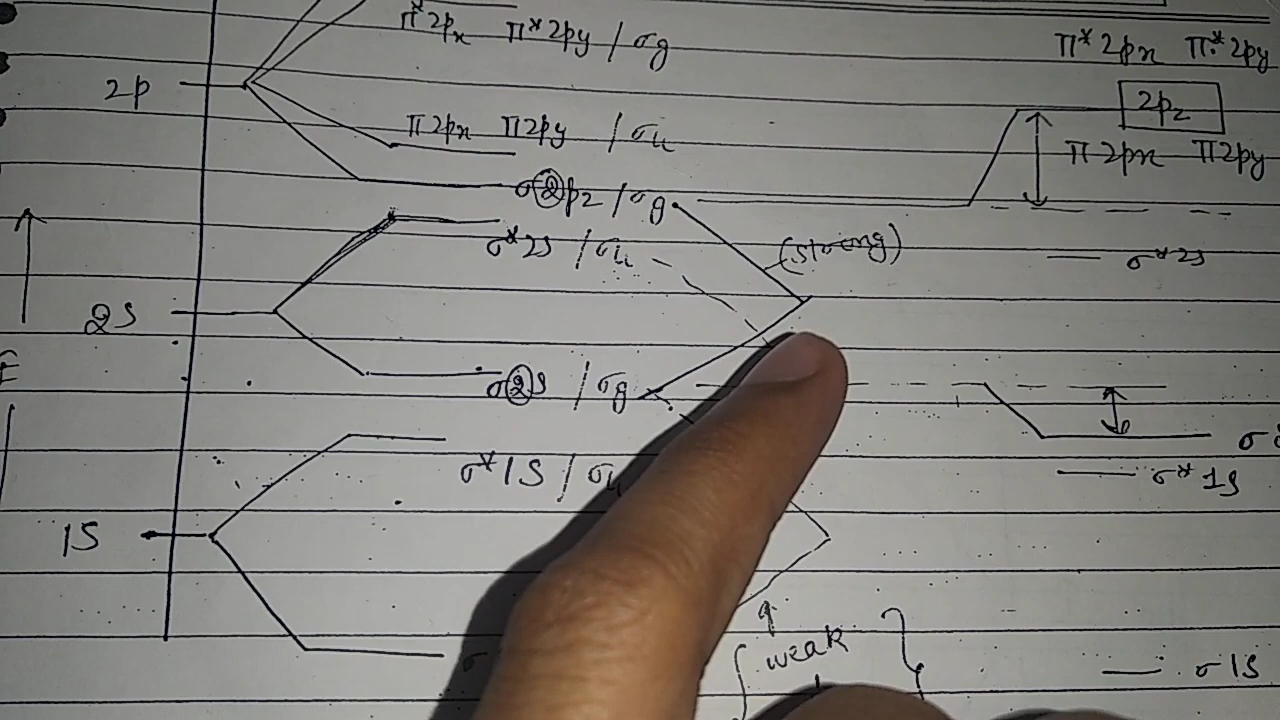 π*2px π*2py / σg
π*2px π*2py
2p
2pz
π2px π2py / σu
π2px π2py
σ2pz / σg
σ*2s / σu
(strong)
σ*2s
2s
σ2s / σg
σ
σ*1s / σu
σ*1s
1s
weak
σ
σ1s